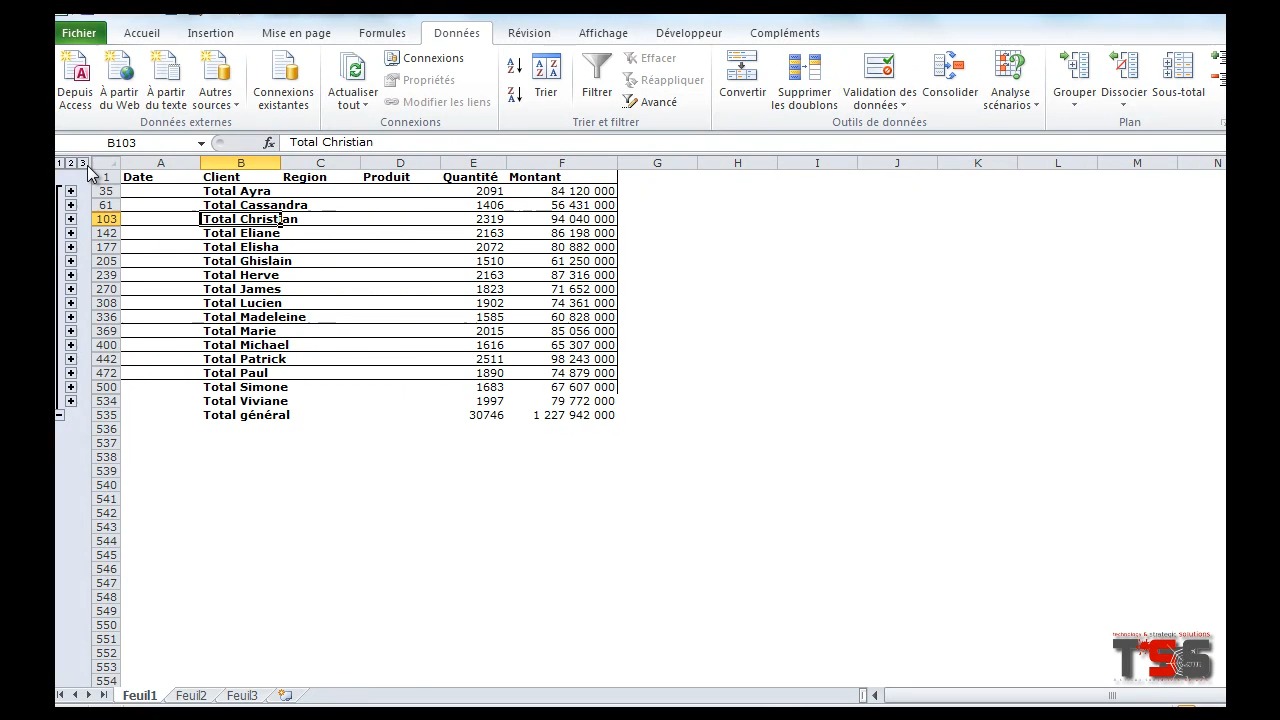 Fichier Accueil Insertion Mise en page Formules Données Révision Affichage Développeur Compléments
Connexions Effacer
Propriétés Réappliquer
Depuis À partir À partir Autres Connexions Actualiser Trier Filtrer Convertir Supprimer Validation des Consolider Analyse Grouper Dissocier Sous-total
Access du Web du texte sources existantes tout Modifier les liens Avancé les doublons données scénarios
Données externes Connexions Trier et filtrer Outils de données Plan
B103 fx Total Christian
1 2 3 A B C D E F G H I J K L M N
1 Date Client Region Produit Quantité Montant
35 Total Ayra 2091 84 120 000
61 Total Cassandra 1406 56 431 000
103 Total Christian 2319 94 040 000
142 Total Eliane 2163 86 198 000
177 Total Elisha 2072 80 882 000
205 Total Ghislain 1510 61 250 000
239 Total Herve 2163 87 316 000
270 Total James 1823 71 652 000
308 Total Lucien 1902 74 361 000
336 Total Madeleine 1585 60 828 000
369 Total Marie 2015 85 056 000
400 Total Michael 1616 65 307 000
442 Total Patrick 2511 98 243 000
472 Total Paul 1890 74 879 000
500 Total Simone 1683 67 607 000
534 Total Viviane 1997 79 772 000
535 Total général 30746 1 227 942 000
536
537
538
539
540
541
542
543
544
545
546
547
548
549
550
551
552
553
554
technology & strategic solutions
TSS
.com
Feuil1 Feuil2 Feuil3